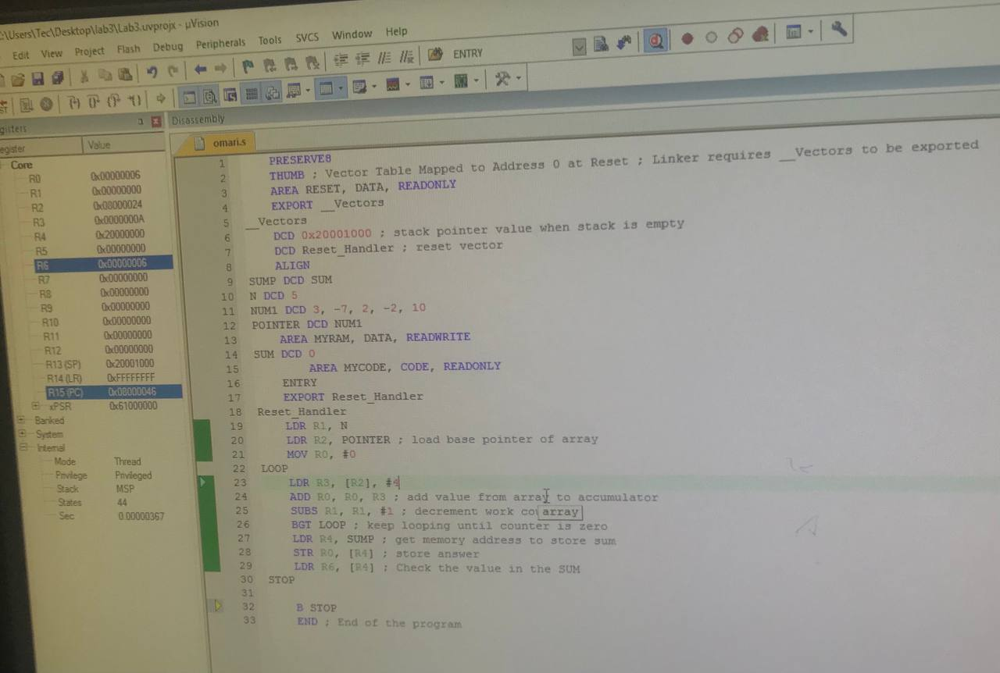 :\Users\Tec\Desktop\lab3\Lab3.uvprojx - µVision
Edit View Project Flash Debug Peripherals Tools SVCS Window Help
ENTRY
Disassembly
Value
omari.s
Core
R0 0x00000006
R1 0x00000000
R2 0x08000024
R3 0x0000000A
R4 0x20000000
R5 0x00000000
R6 0x00000006
R7 0x00000000
R8 0x00000000
R9 0x00000000
R10 0x00000000
R11 0x00000000
R12 0x00000000
R13 (SP) 0x20001000
R14 (LR) 0xFFFFFFFF
R15 (PC) 0x08000046
xPSR 0x61000000
Banked
System
Internal
Mode Thread
Privilege Privileged
Stack MSP
States 44
Sec 0.00000367
1 PRESERVE8
2 THUMB ; Vector Table Mapped to Address 0 at Reset ; Linker requires __Vectors to be exported
3 AREA RESET, DATA, READONLY
4 EXPORT __Vectors
5 __Vectors
6 DCD 0x20001000 ; stack pointer value when stack is empty
7 DCD Reset_Handler ; reset vector
8 ALIGN
9 SUMP DCD SUM
10 N DCD 5
11 NUM1 DCD 3, -7, 2, -2, 10
12 POINTER DCD NUM1
13 AREA MYRAM, DATA, READWRITE
14 SUM DCD 0
15 AREA MYCODE, CODE, READONLY
16 ENTRY
17 EXPORT Reset_Handler
18 Reset_Handler
19 LDR R1, N
20 LDR R2, POINTER ; load base pointer of array
21 MOV R0, #0
22 LOOP
23 LDR R3, [R2], #4
24 ADD R0, R0, R3 ; add value from array to accumulator
25 SUBS R1, R1, #1 ; decrement work co array
26 BGT LOOP ; keep looping until counter is zero
27 LDR R4, SUMP ; get memory address to store sum
28 STR R0, [R4] ; store answer
29 LDR R6, [R4] ; Check the value in the SUM
30 STOP
31
32 B STOP
33 END ; End of the program